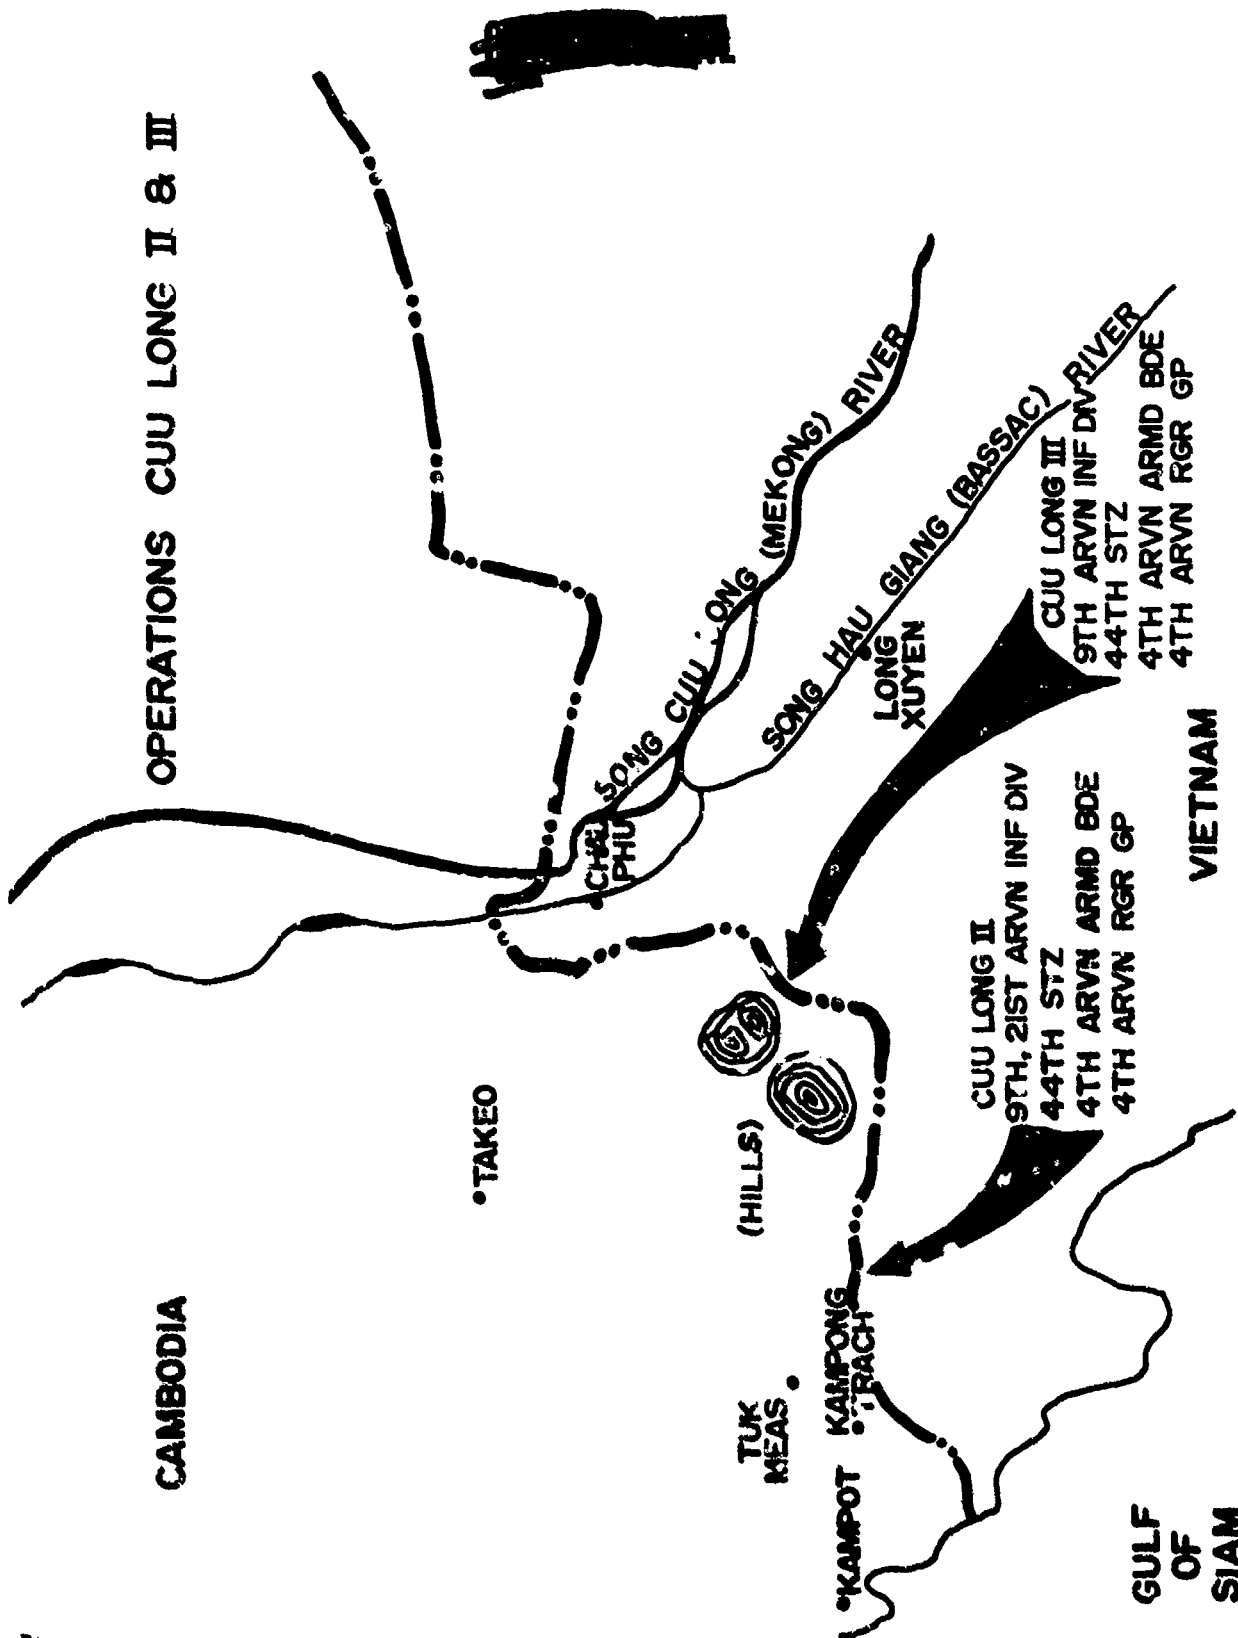 OPERATIONS CUU LONG II & III
CAMBODIA
TAKEO
CHAU
PHU
SONG CUU LONG (MEKONG) RIVER
SONG HAU GIANG (BASSAC) RIVER
LONG
XUYEN
(HILLS)
TUK
MEAS
KAMPOT
KAMPONG
TRACH
CUU LONG III
9TH ARVN INF DIV
44TH STZ
4TH ARVN ARMD BDE
4TH ARVN RGR GP
CUU LONG II
9TH, 21ST ARVN INF DIV
44TH STZ
4TH ARVN ARMD BDE
4TH ARVN RGR GP
VIETNAM
GULF
OF
SIAM